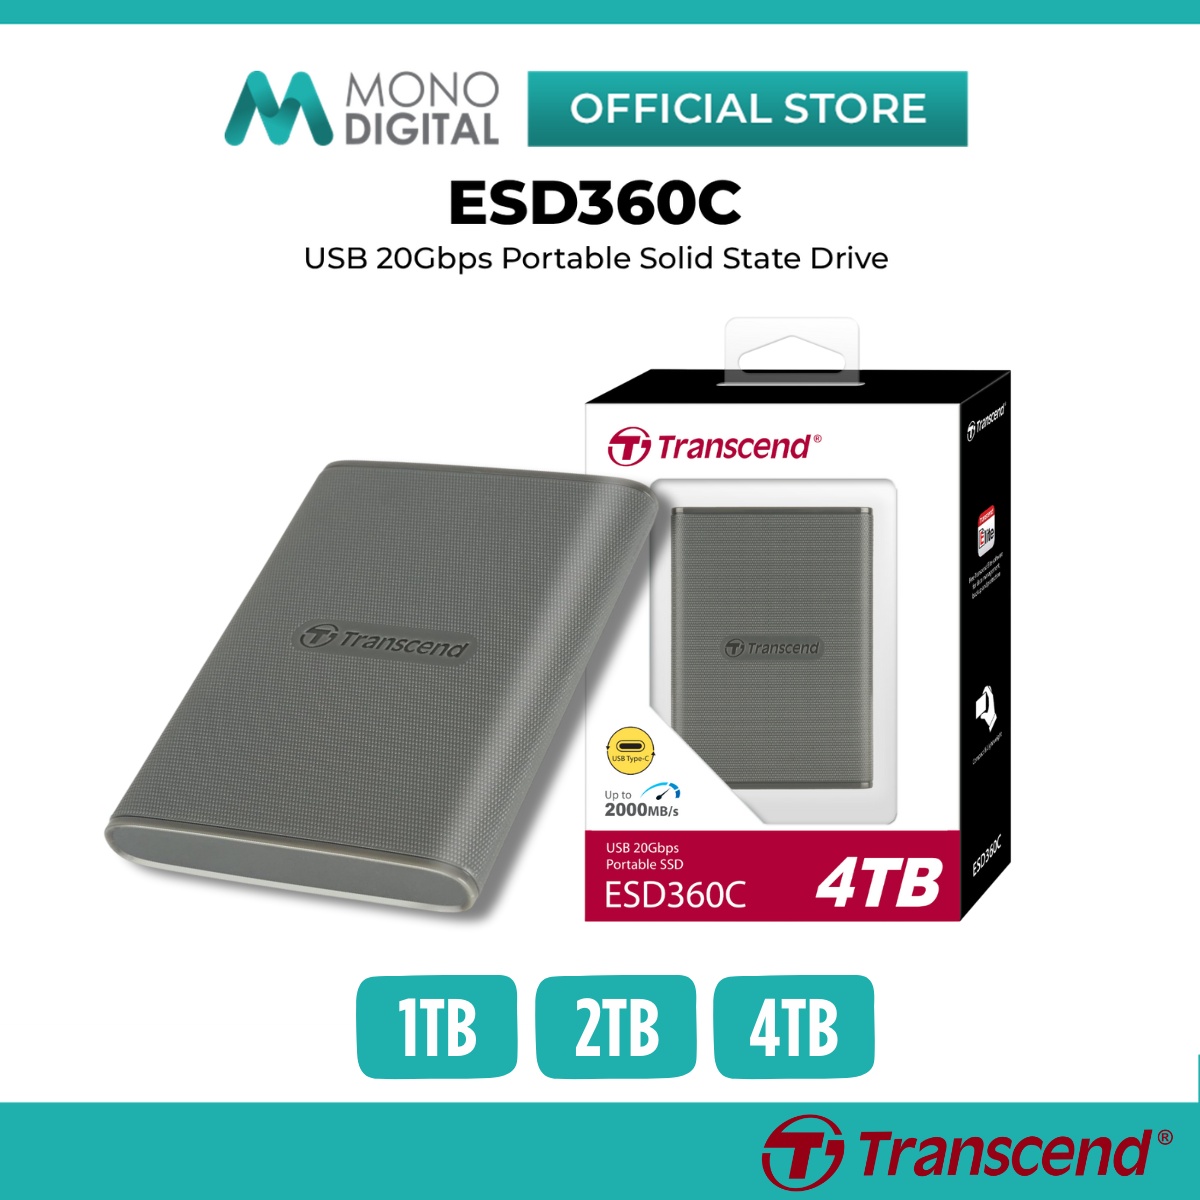 MONO
DIGITAL
OFFICIAL STORE
ESD360C
USB 20Gbps Portable Solid State Drive
Transcend®
Transcend
Elite
Transcend
Transcend
USB Type-C
Up to
2000MB/s
USB 20Gbps
Portable SSD
ESD360C
4TB
ESD360C
1TB
2TB
4TB
Transcend®